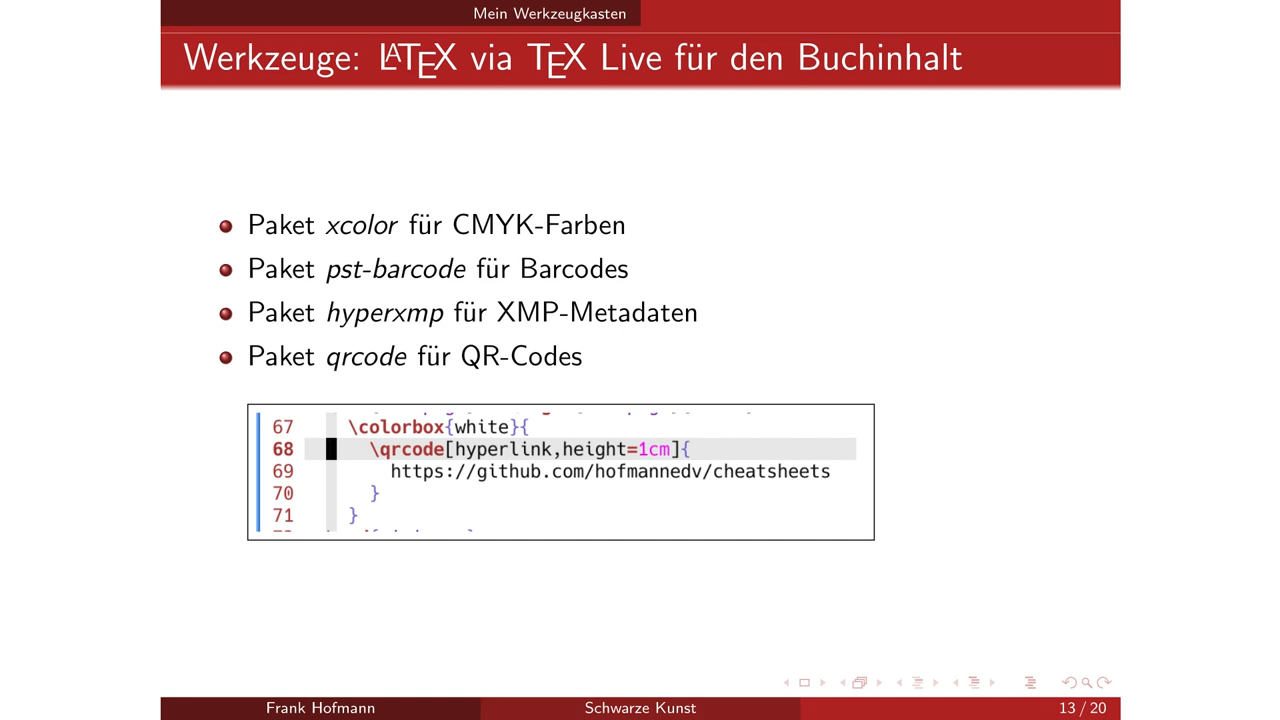 Mein Werkzeugkasten
Werkzeuge: LATEX via TEX Live für den Buchinhalt
Paket xcolor für CMYK-Farben
Paket pst-barcode für Barcodes
Paket hyperxmp für XMP-Metadaten
Paket qrcode für QR-Codes
67 \colorbox{white}{
68 \qrcode[hyperlink,height=1cm]{
69 https://github.com/hofmannedv/cheatsheets
70 }
71 }
Frank Hofmann Schwarze Kunst 13 / 20